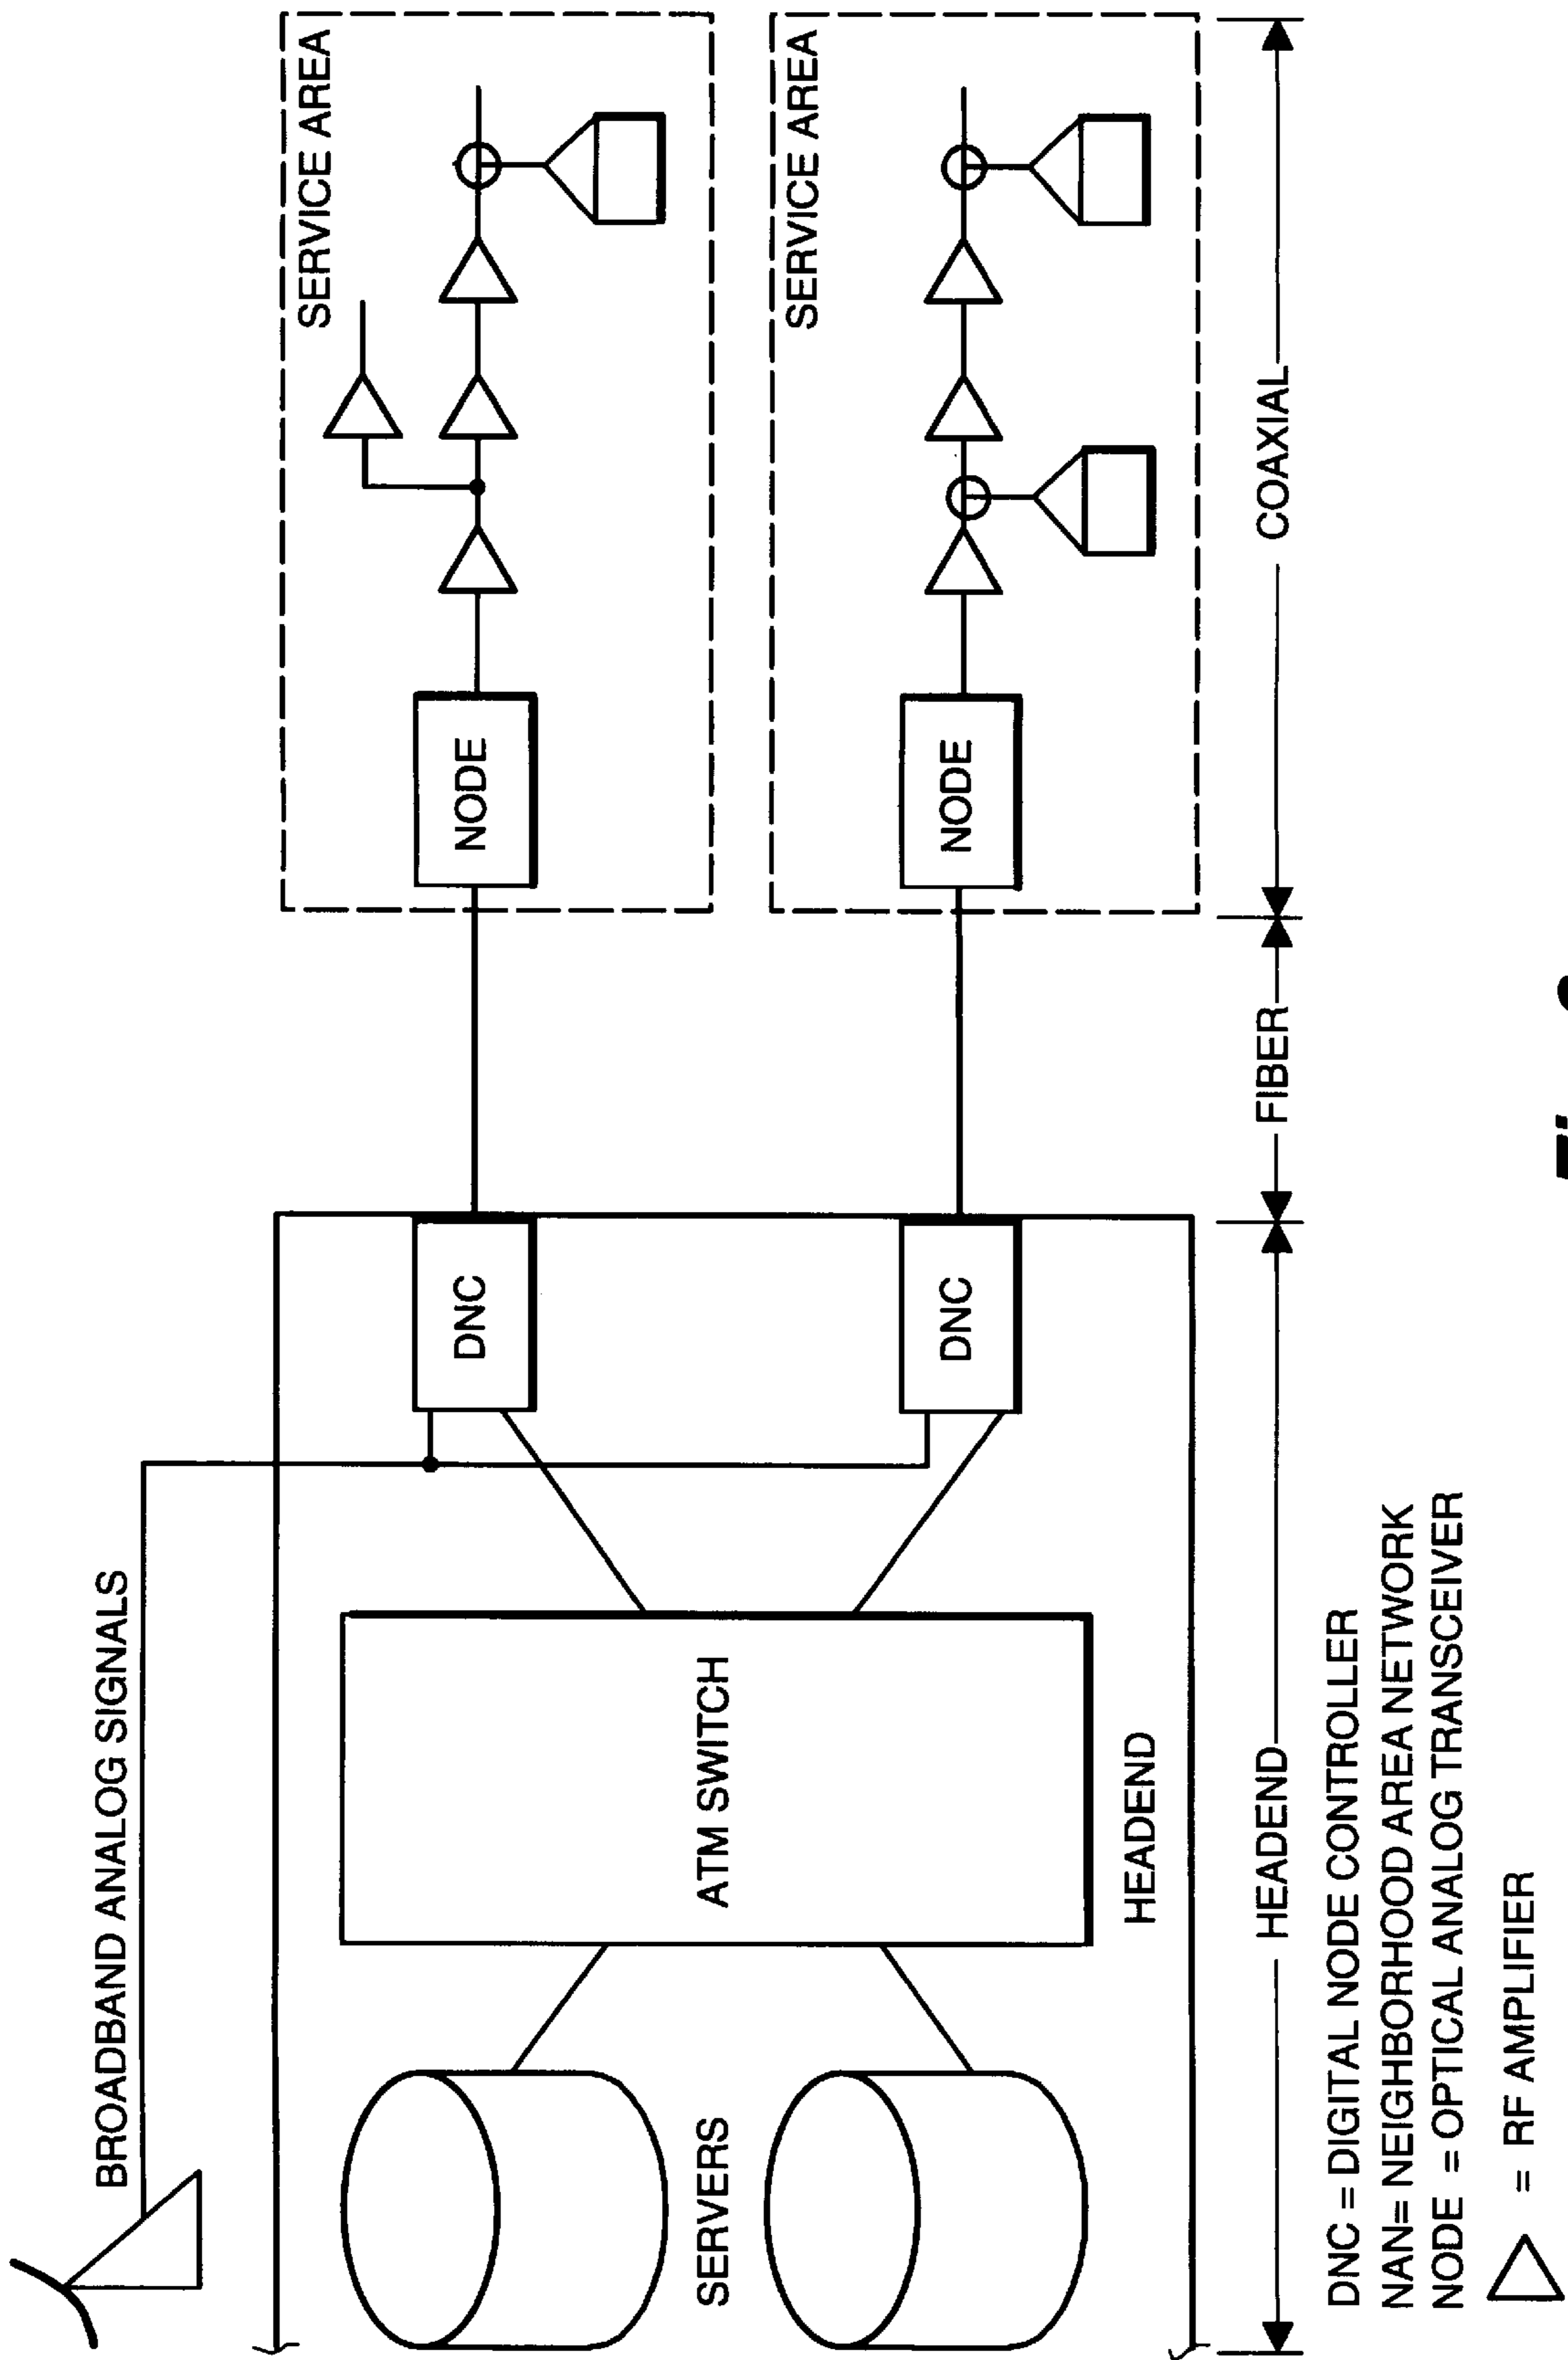 BROADBAND ANALOG SIGNALS
SERVICE AREA
NODE
DNC
ATM SWITCH
SERVERS
SERVICE AREA
NODE
DNC
HEADEND
HEADEND
FIBER
COAXIAL
DNC = DIGITAL NODE CONTROLLER
NAN= NEIGHBORHOOD AREA NETWORK
NODE = OPTICAL ANALOG TRANSCEIVER
= RF AMPLIFIER